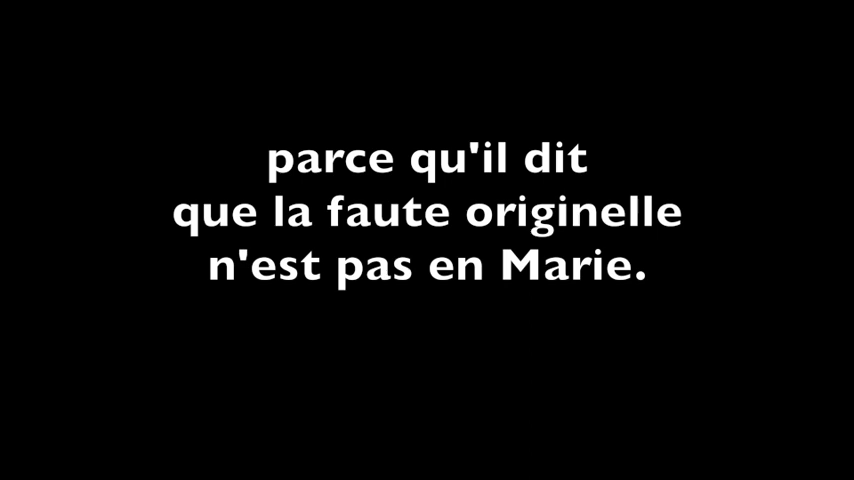 parce qu'il dit
que la faute originelle
n'est pas en Marie.